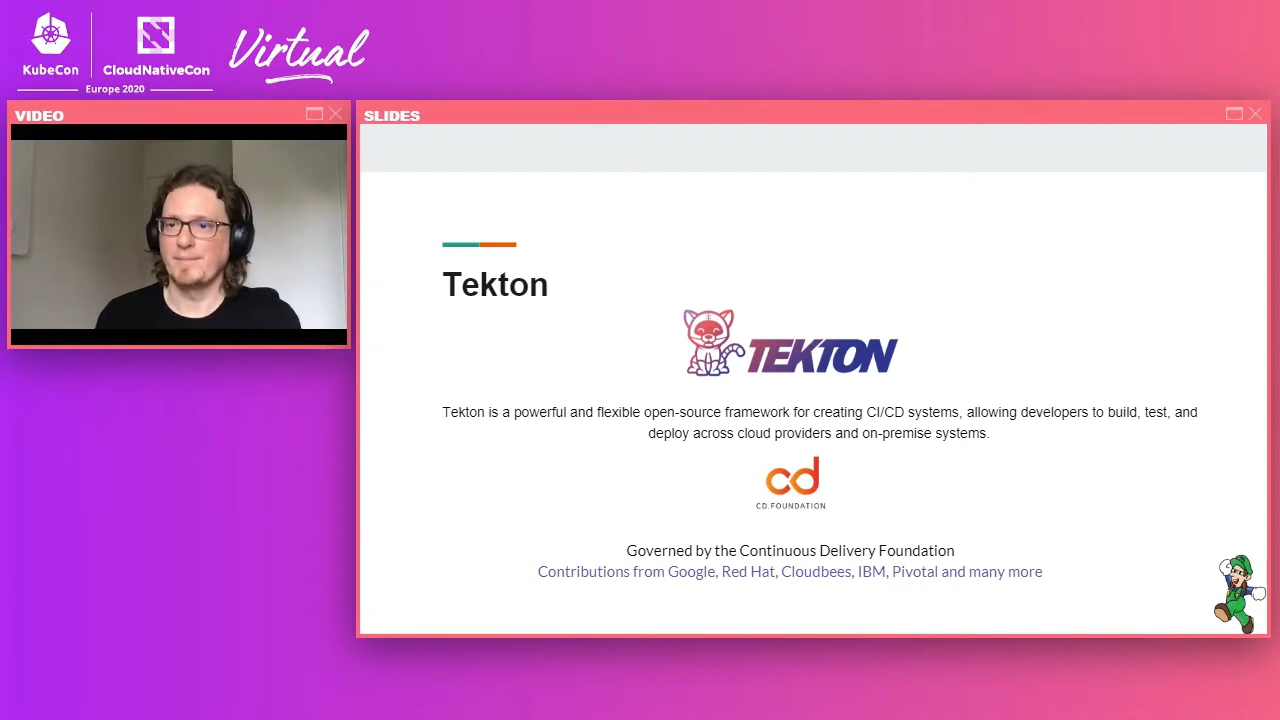 KubeCon
CloudNativeCon
Europe 2020
Virtual
VIDEO
SLIDES
Tekton
TEKTON
Tekton is a powerful and flexible open-source framework for creating CI/CD systems, allowing developers to build, test, and
deploy across cloud providers and on-premise systems.
cd
CD.FOUNDATION
Governed by the Continuous Delivery Foundation
Contributions from Google, Red Hat, Cloudbees, IBM, Pivotal and many more